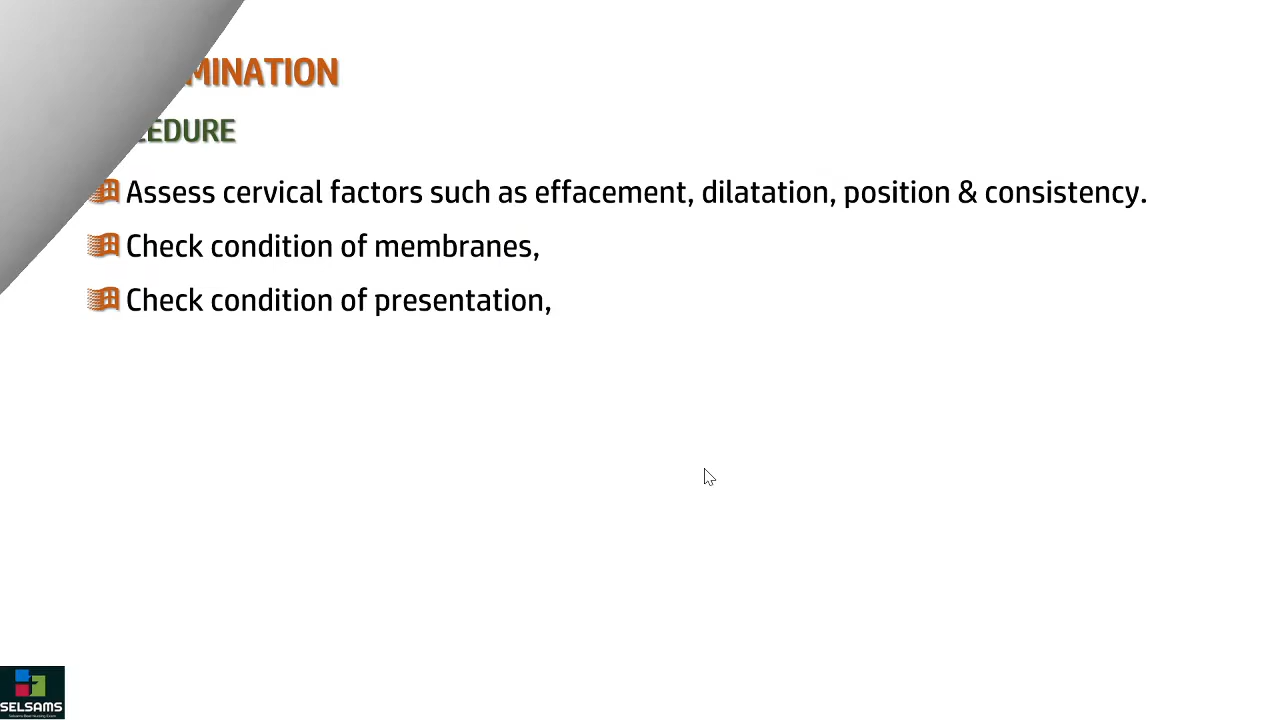 MINATION
EDURE
Assess cervical factors such as effacement, dilatation, position & consistency.
Check condition of membranes,
Check condition of presentation,
SELSAMS